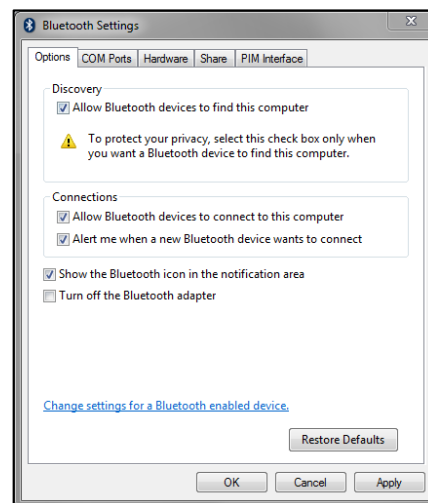 Bluetooth Settings
Options COM Ports Hardware Share PIM Interface
Discovery
Allow Bluetooth devices to find this computer
To protect your privacy, select this check box only when
you want a Bluetooth device to find this computer.
Connections
Allow Bluetooth devices to connect to this computer
Alert me when a new Bluetooth device wants to connect
Show the Bluetooth icon in the notification area
Turn off the Bluetooth adapter
Change settings for a Bluetooth enabled device.
Restore Defaults
OK Cancel Apply